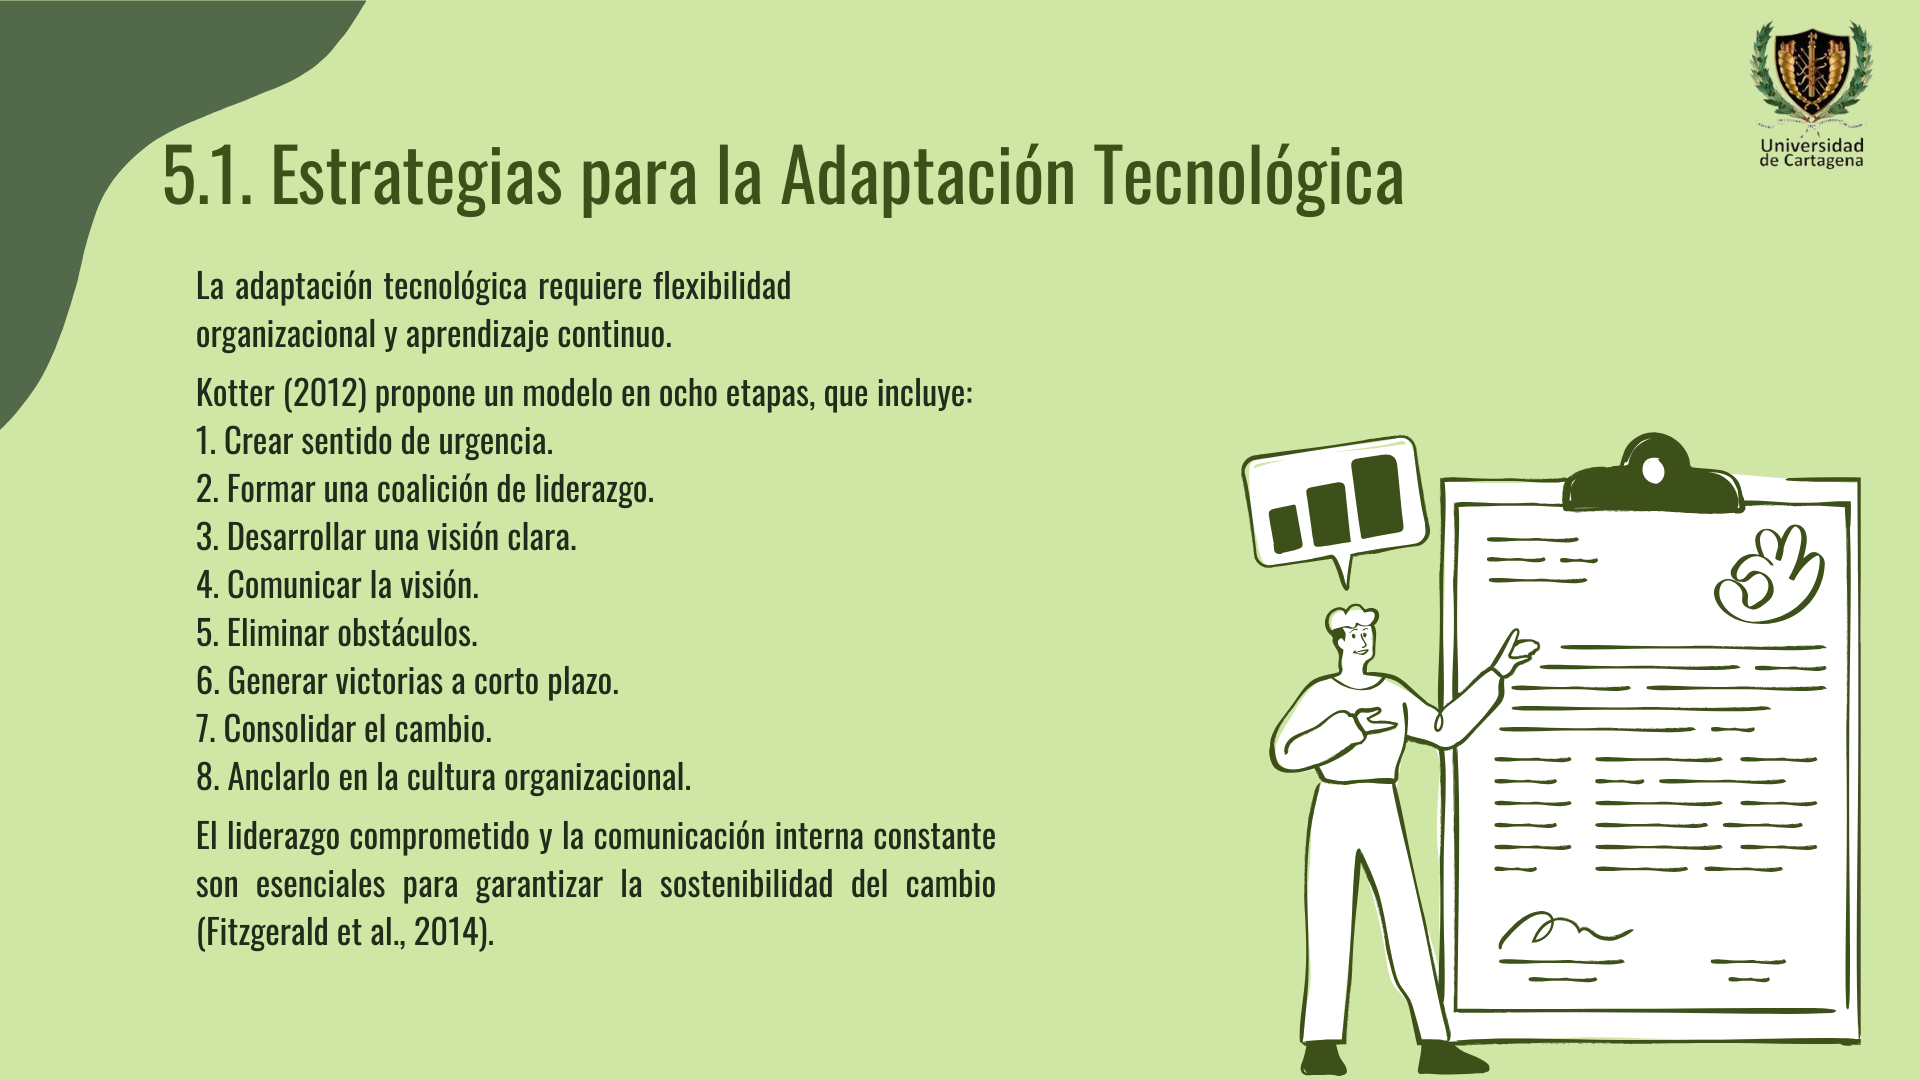 Universidad
de Cartagena
5.1. Estrategias para la Adaptación Tecnológica
La adaptación tecnológica requiere flexibilidad
organizacional y aprendizaje continuo.
Kotter (2012) propone un modelo en ocho etapas, que incluye:
1. Crear sentido de urgencia.
2. Formar una coalición de liderazgo.
3. Desarrollar una visión clara.
4. Comunicar la visión.
5. Eliminar obstáculos.
6. Generar victorias a corto plazo.
7. Consolidar el cambio.
8. Anclarlo en la cultura organizacional.
El liderazgo comprometido y la comunicación interna constante
son esenciales para garantizar la sostenibilidad del cambio
(Fitzgerald et al., 2014).